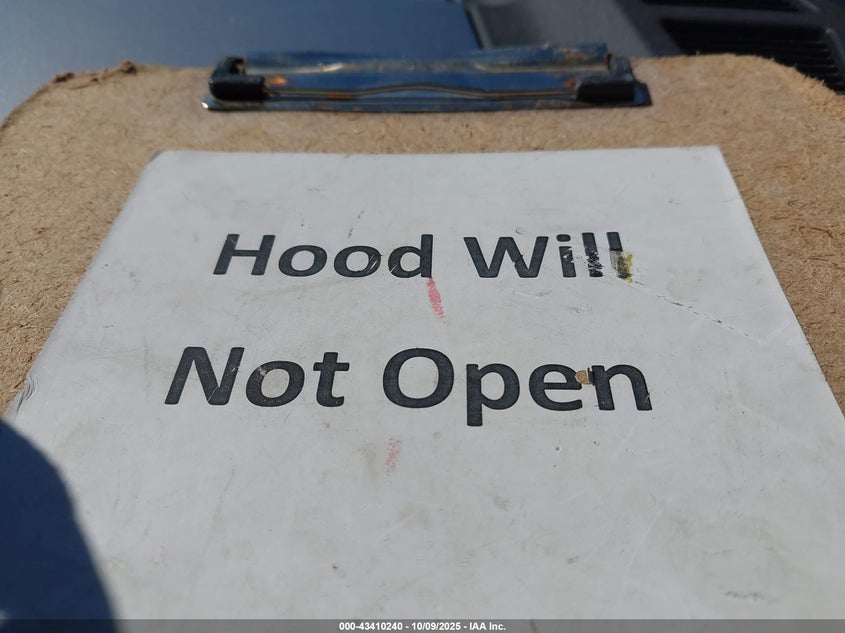 Hood Will
Not Open
000-43410240 - 10/09/2025 - IAA Inc.